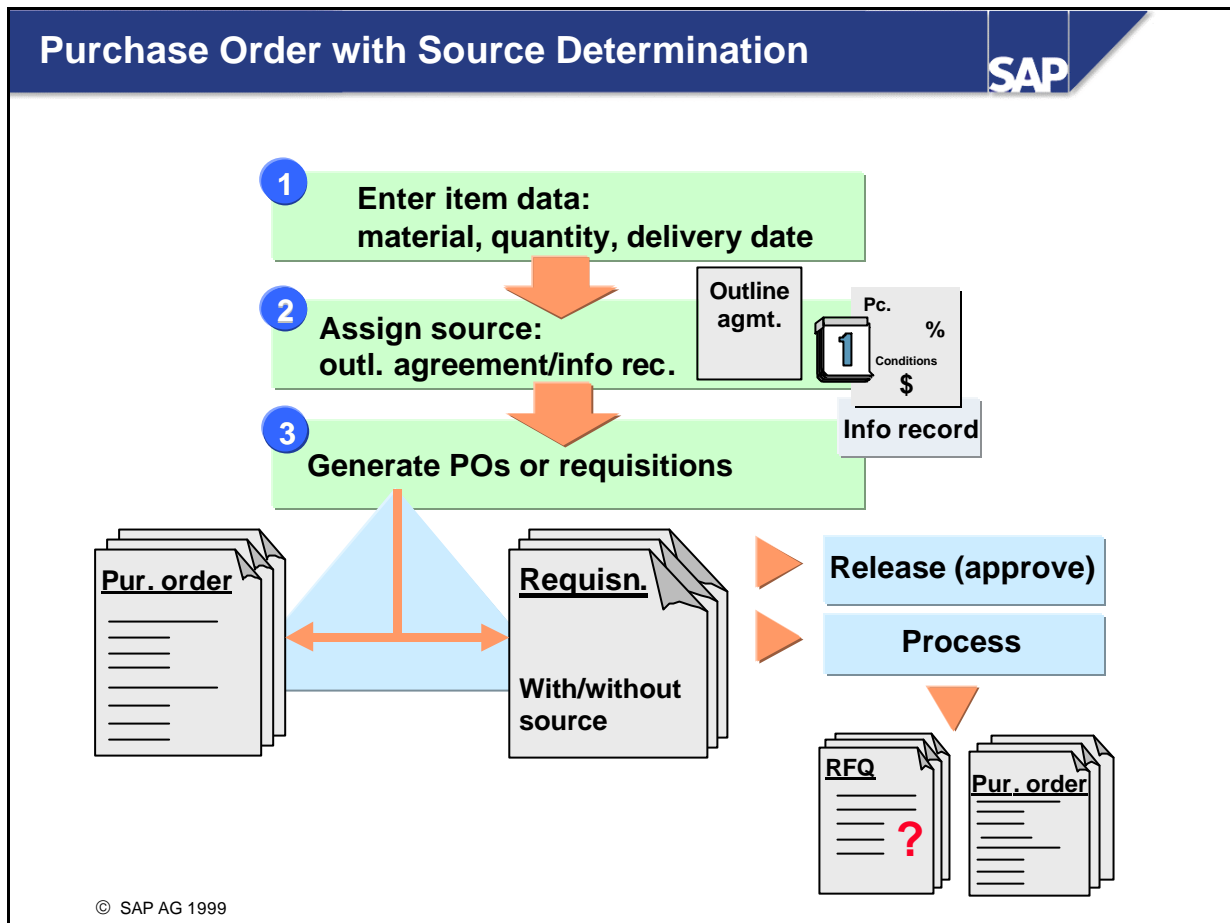 Purchase Order with Source Determination
SAP
1
Enter item data:
material, quantity, delivery date
2
Assign source:
outl. agreement/info rec.
Outline
agmt.
Pc.
%
1
Conditions
$
Info record
3
Generate POs or requisitions
Pur. order
Requisn.
With/without
source
Release (approve)
Process
RFQ
?
Pur. order
© SAP AG 1999